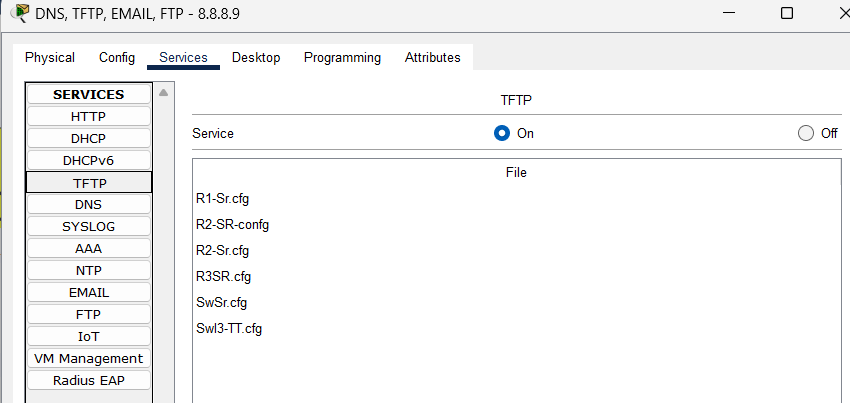 DNS, TFTP, EMAIL, FTP - 8.8.8.9
Physical Config Services Desktop Programming Attributes
SERVICES
HTTP
DHCP
DHCPv6
TFTP
DNS
SYSLOG
AAA
NTP
EMAIL
FTP
IoT
VM Management
Radius EAP
TFTP
Service On Off
File
R1-Sr.cfg
R2-SR-confg
R2-Sr.cfg
R3SR.cfg
SwSr.cfg
Swl3-TT.cfg